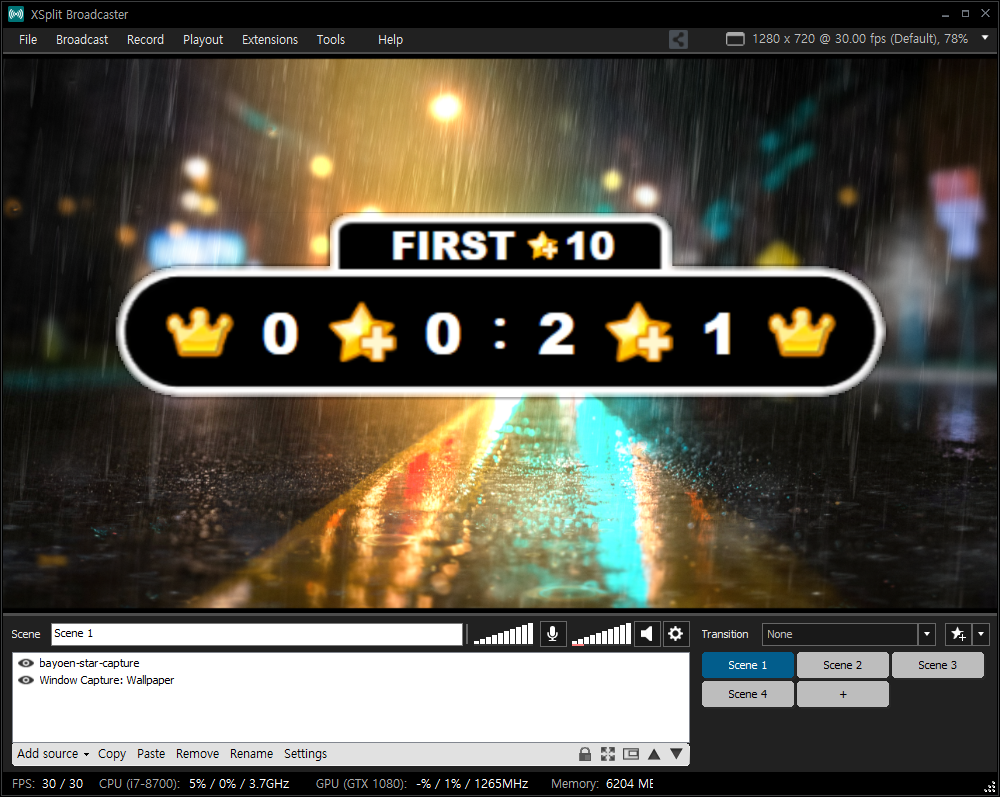 XSplit Broadcaster
File Broadcast Record Playout Extensions Tools Help 1280 x 720 @ 30.00 fps (Default), 78%
FIRST 10
0 0 : 2 1
Scene Scene 1 Transition None
bayoen-star-capture
Window Capture: Wallpaper
Scene 1 Scene 2 Scene 3
Scene 4 +
Add source Copy Paste Remove Rename Settings
FPS: 30 / 30 CPU (i7-8700): 5% / 0% / 3.7GHz GPU (GTX 1080): -% / 1% / 1265MHz Memory: 6204 ME